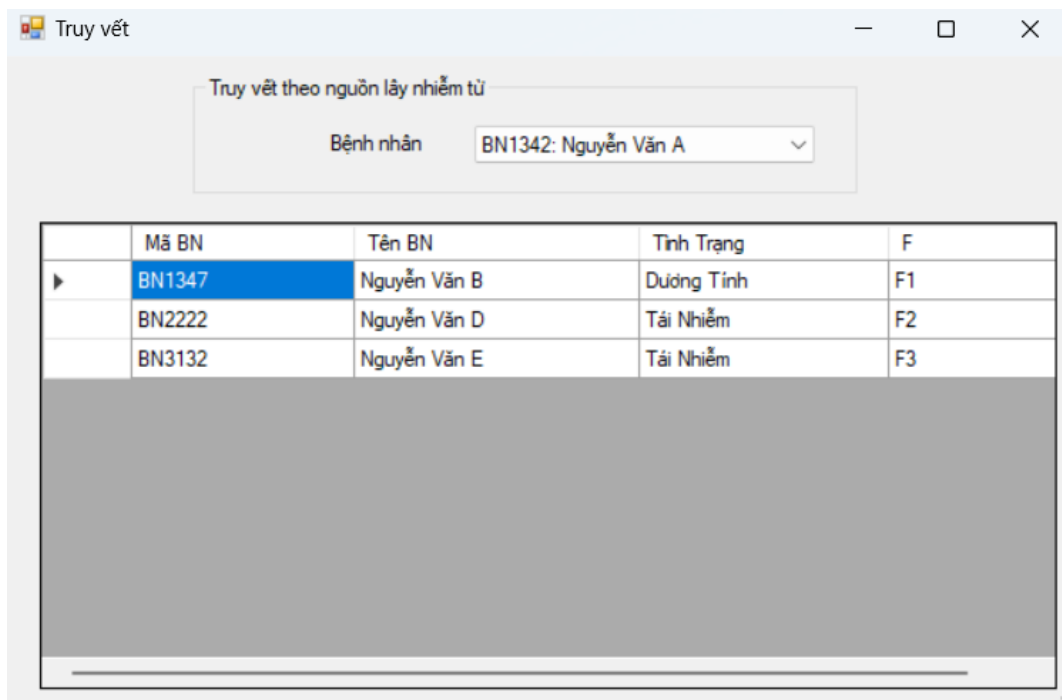 Truy vết
Truy vết theo nguồn lây nhiễm từ
Bệnh nhân BN1342: Nguyễn Văn A
Mã BN Tên BN Tình Trạng F
BN1347 Nguyễn Văn B Dương Tính F1
BN2222 Nguyễn Văn D Tái Nhiễm F2
BN3132 Nguyễn Văn E Tái Nhiễm F3